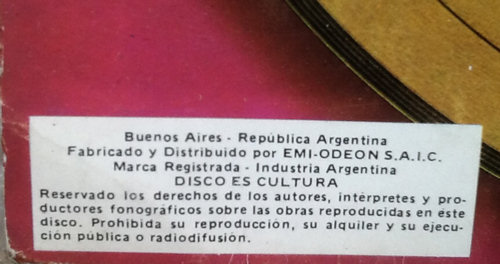 Buenos Aires - República Argentina
Fabricado y Distribuido por EMI-ODEON S.A.I.C.
Marca Registrada - Industria Argentina
DISCO ES CULTURA
Reservado los derechos de los autores, intérpretes y pro-
ductores fonográficos sobre las obras reproducidas en éste
disco. Prohibida su reproducción, su alquiler y su ejecu-
ción pública o radiodifusión.